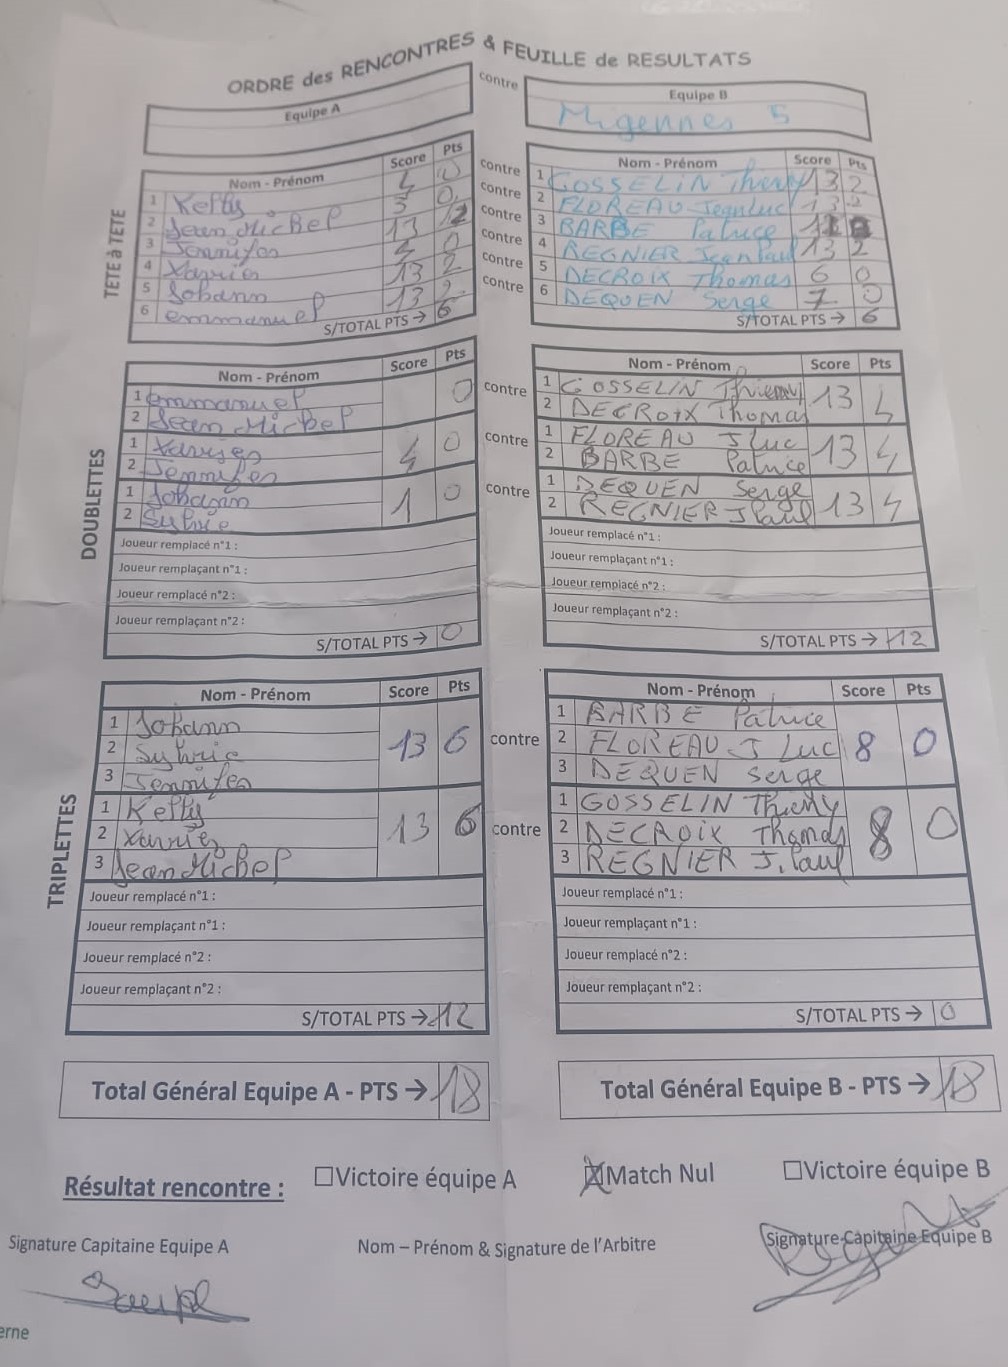 ORDRE des RENCONTRES & FEUILLE de RESULTATS
Equipe A
contre
Equipe B
Migennes 5
TETE à TETE
Nom - Prénom Score Pts
1 Kelly 4 0
2 Jean Michel 5 0
3 Jennifer 13 2
4 Xavier 4 0
5 Johann 13 2
6 emmanuel 13 2
S/TOTAL PTS → 6
contre
contre
contre
contre
contre
contre
Nom - Prénom Score Pts
1 GOSSELIN Thierry 13 2
2 FLOREAU JeanLuc 13 2
3 BARBE Patrice
4 REGNIER JeanPaul 13 2
5 DECROIX Thomas 6 0
6 DEQUEN Serge 7 0
S/TOTAL PTS → 6
DOUBLETTES
Nom - Prénom Score Pts
1 emmanuel 0
2 Jean Michel
1 Xavier 4 0
2 Jennifer
1 Johann 1 0
2 Sylvie
Joueur remplacé n°1 :
Joueur remplaçant n°1 :
Joueur remplacé n°2 :
Joueur remplaçant n°2 :
S/TOTAL PTS → 0
contre
contre
contre
Nom - Prénom Score Pts
1 GOSSELIN Thierry 13 4
2 DECROIX Thomas
1 FLOREAU J Luc 13 4
2 BARBE Patrice
1 DEQUEN Serge 13 4
2 REGNIER J Paul
Joueur remplacé n°1 :
Joueur remplaçant n°1 :
Joueur remplacé n°2 :
Joueur remplaçant n°2 :
S/TOTAL PTS → 12
TRIPLETTES
Nom - Prénom Score Pts
1 Johann
2 Sylvie 13 6
3 Jennifer
1 Kelly
2 Xavier 13 6
3 Jean Michel
Joueur remplacé n°1 :
Joueur remplaçant n°1 :
Joueur remplacé n°2 :
Joueur remplaçant n°2 :
S/TOTAL PTS → 12
contre
contre
Nom - Prénom Score Pts
1 BARBE Patrice
2 FLOREAU J Luc 8 0
3 DEQUEN Serge
1 GOSSELIN Thierry
2 DECROIX Thomas 8 0
3 REGNIER J. Paul
Joueur remplacé n°1 :
Joueur remplaçant n°1 :
Joueur remplacé n°2 :
Joueur remplaçant n°2 :
S/TOTAL PTS → 0
Total Général Equipe A - PTS → 18
Total Général Equipe B - PTS → 18
Résultat rencontre : ☐Victoire équipe A ☒Match Nul ☐Victoire équipe B
Signature Capitaine Equipe A
Nom – Prénom & Signature de l'Arbitre
Signature Capitaine Equipe B
erne